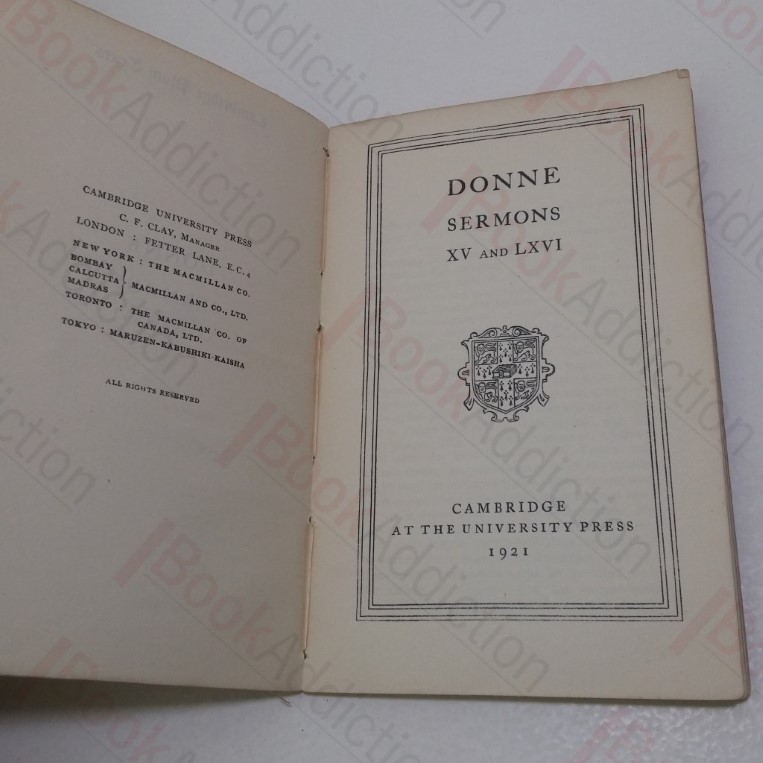 CAMBRIDGE UNIVERSITY PRESS
C. F. CLAY, MANAGER
LONDON : FETTER LANE, E.C. 4
NEW YORK : THE MACMILLAN CO.
BOMBAY
CALCUTTA } MACMILLAN AND CO., LTD.
MADRAS
TORONTO : THE MACMILLAN CO. OF
CANADA, LTD.
TOKYO : MARUZEN-KABUSHIKI-KAISHA
ALL RIGHTS RESERVED
DONNE
SERMONS
XV AND LXVI
CAMBRIDGE
AT THE UNIVERSITY PRESS
1921
BookAddiction